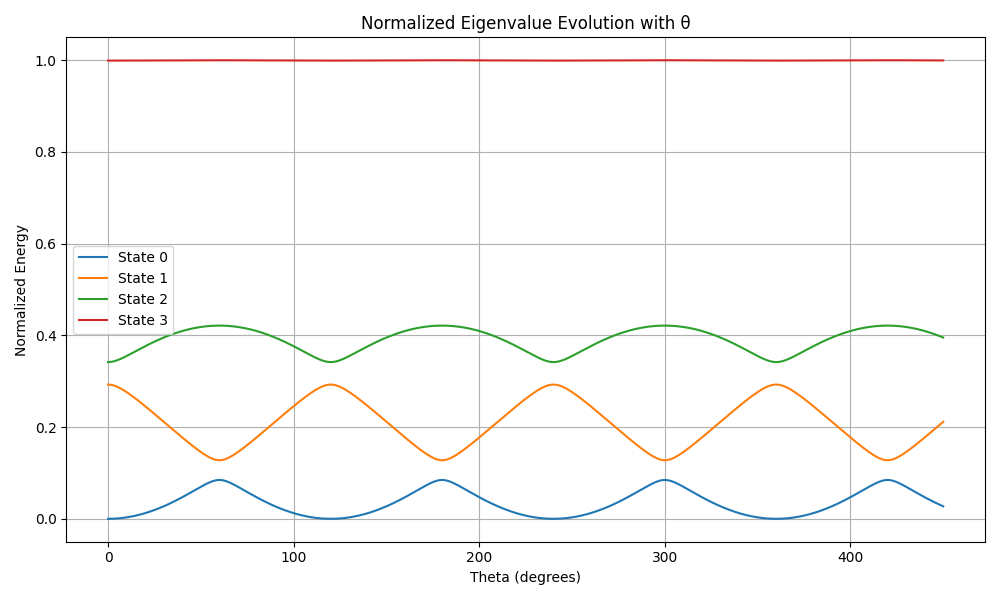 Normalized Eigenvalue Evolution with θ
Normalized Energy
1.0
0.8
0.6
0.4
0.2
0.0
State 0
State 1
State 2
State 3
0 100 200 300 400
Theta (degrees)